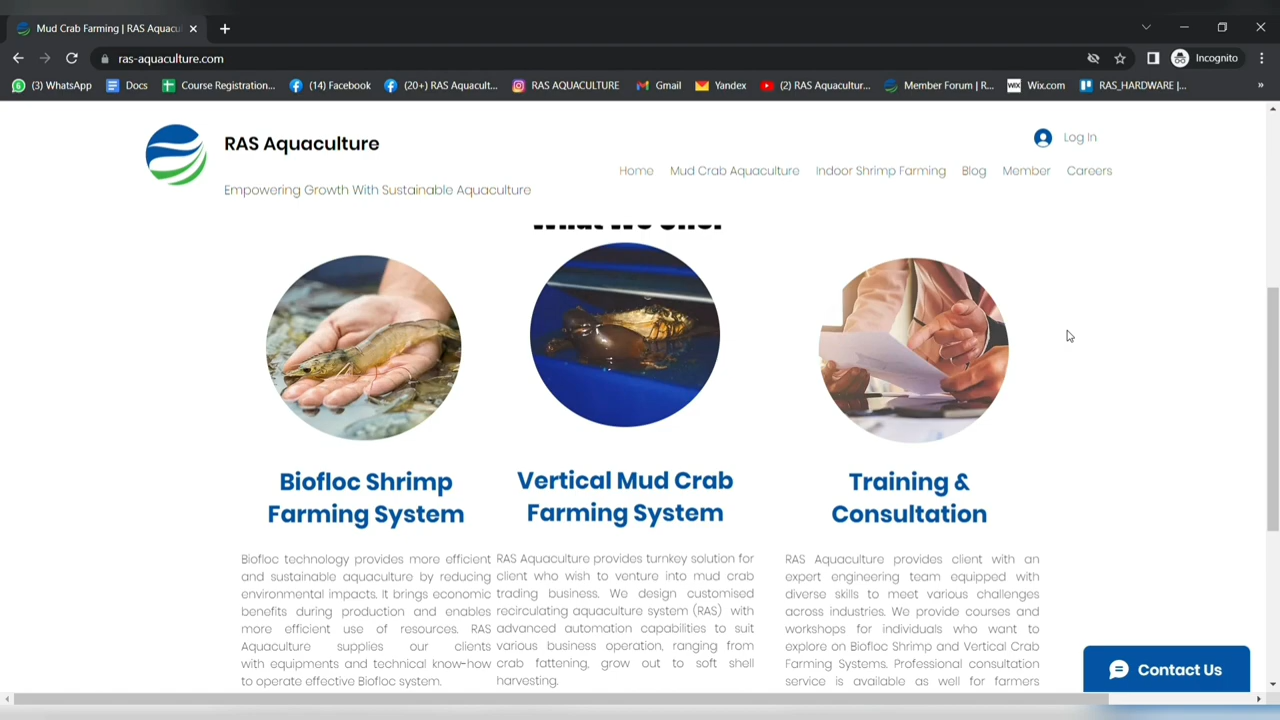 Mud Crab Farming | RAS Aquacu
ras-aquaculture.com
Incognito
(3) WhatsApp
Docs
Course Registration...
(14) Facebook
(20+) RAS Aquacult...
RAS AQUACULTURE
Gmail
Yandex
(2) RAS Aquacultur...
Member Forum | R...
WIX
Wix.com
RAS_HARDWARE |...
»
RAS Aquaculture
Log In
Home
Mud Crab Aquaculture
Indoor Shrimp Farming
Blog
Member
Careers
Empowering Growth With Sustainable Aquaculture
What We Offer
Biofloc Shrimp
Farming System
Vertical Mud Crab
Farming System
Training &
Consultation
Biofloc technology provides more efficient
and sustainable aquaculture by reducing
environmental impacts. It brings economic
benefits during production and enables
more efficient use of resources. RAS
Aquaculture supplies our clients
with equipments and technical know-how
to operate effective Biofloc system.
RAS Aquaculture provides turnkey solution for
client who wish to venture into mud crab
trading business. We design customised
recirculating aquaculture system (RAS) with
advanced automation capabilities to suit
various business operation, ranging from
crab fattening, grow out to soft shell
harvesting.
RAS Aquaculture provides client with an
expert engineering team equipped with
diverse skills to meet various challenges
across industries. We provide courses and
workshops for individuals who want to
explore on Biofloc Shrimp and Vertical Crab
Farming Systems. Professional consultation
service is available as well for farmers
Contact Us